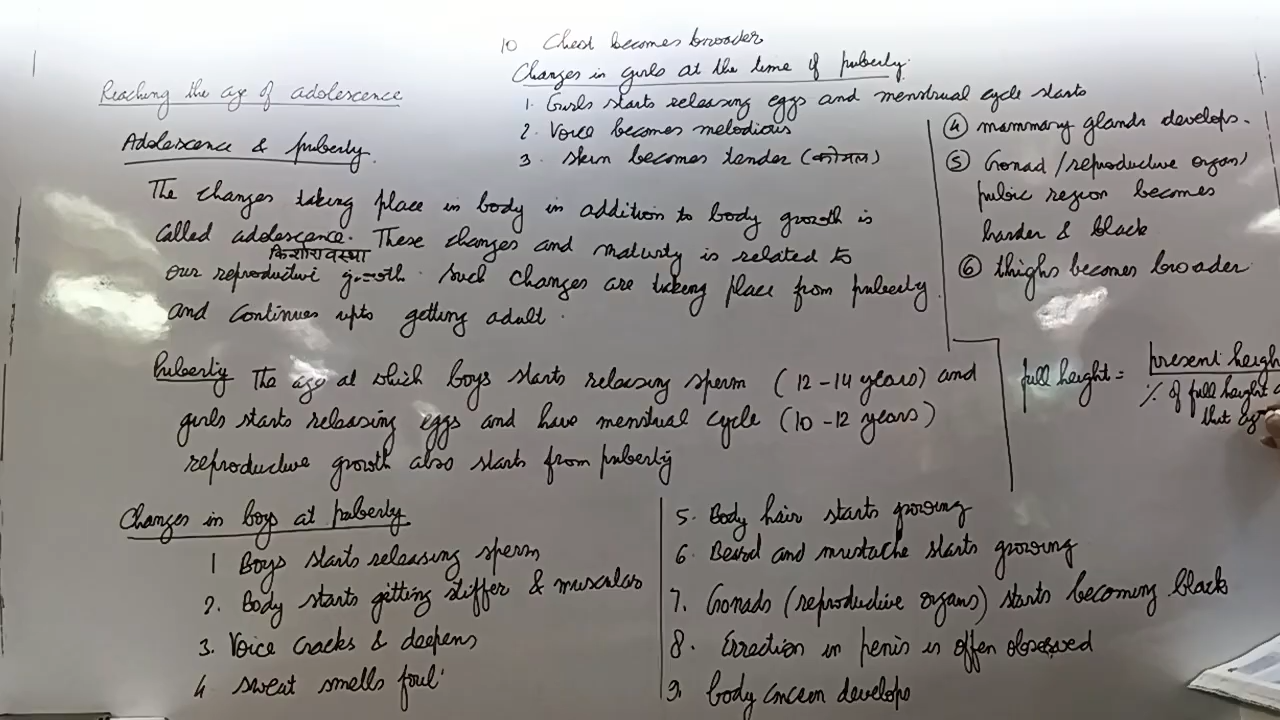 Reaching the age of adolescence
Adolescence & puberty.
The changes taking place in body in addition to body growth is
called adolescence. These changes and maturity is related to
किशोरावस्था
our reproductive growth. Such changes are taking place from puberty
and continues upto getting adult.
Puberty The age at which boys starts releasing sperm (12-14 years) and
girls starts releasing eggs and have menstrual cycle (10-12 years)
reproductive growth also starts from puberty
Changes in boys at puberty.
1 Boys starts releasing sperm
2. Body starts gitting stiffer & muscular
3. Voice cracks & deepens
4 sweat smells foul
5. Body hair starts growing
6. Beard and mustache starts growing
7. Gonads (reproductive organs) starts becoming black
8. Erection in penis is offen observed
9. body concern develops
10 Chest becomes broader
Changes in girls at the time of puberty.
1. Girls starts releasing eggs and menstrual cycle starts
2. Voice becomes melodious
3. Skin becomes tender (कोमल)
④ mammary glands develops.
⑤ Gonad /reproductive organ/
pubic region becomes
harder & black
⑥ thighs becomes broader
full height = present heigh
% of full height
that ag